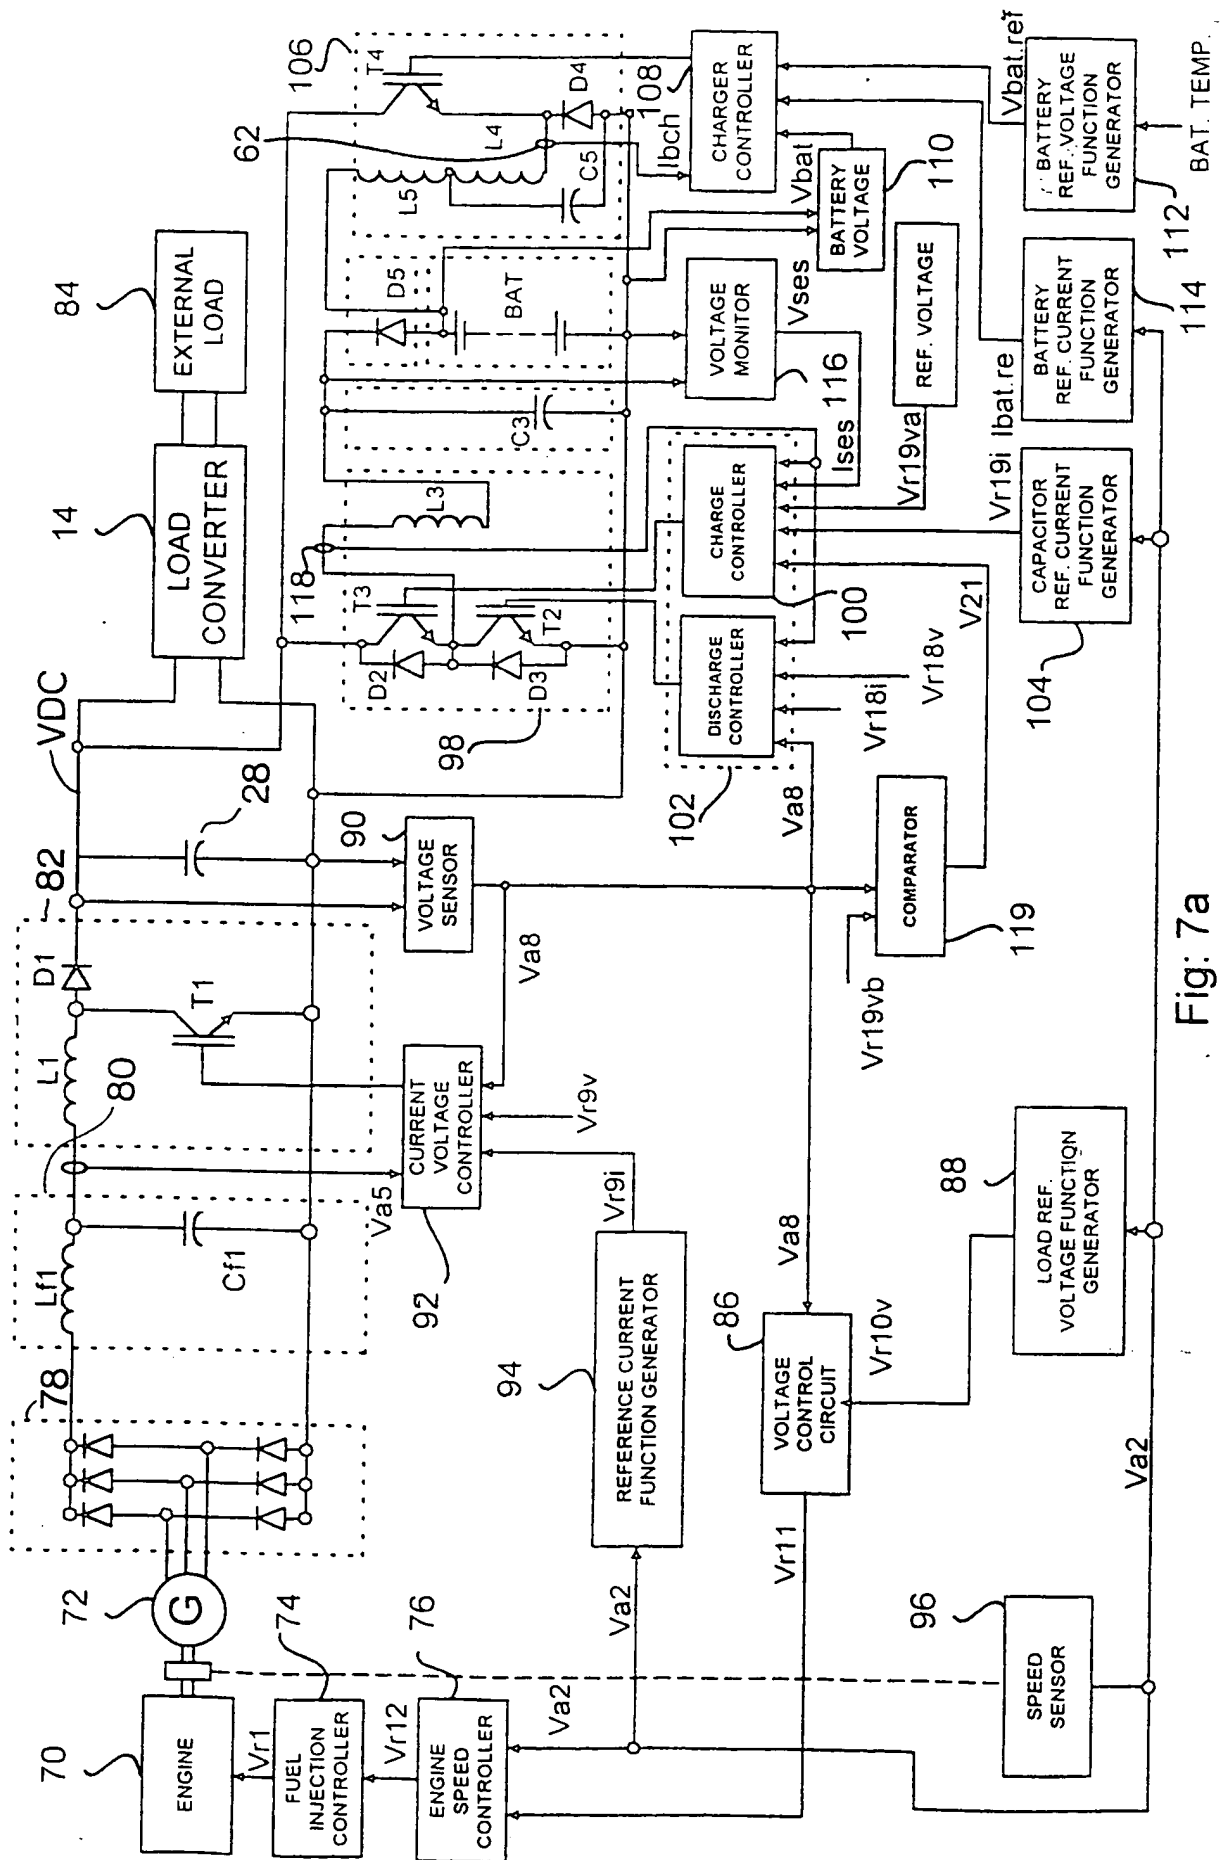 70
ENGINE
72
G
78
Lf1
Cf1
80
L1
D1
T1
82
VDC
28
14
LOAD
CONVERTER
84
EXTERNAL
LOAD
Vr1
74
FUEL
INJECTION
CONTROLLER
Vr12
76
ENGINE
SPEED
CONTROLLER
Va2
Va2
Va5
92
CURRENT
VOLTAGE
CONTROLLER
Vr9v
Vr9i
Va8
90
VOLTAGE
SENSOR
94
REFERENCE CURRENT
FUNCTION GENERATOR
98
D2
D3
T3
T2
118
L3
C3
D5
BAT
106
62
T4
L4
L5
D4
C5
Ibch
102
DISCHARGE
CONTROLLER
CHARGE
CONTROLLER
100
116
VOLTAGE
MONITOR
Vses
Ises
Vbat
BATTERY
VOLTAGE
110
108
CHARGER
CONTROLLER
Va8
Vr18i
Vr18v
Vr19va
REF. VOLTAGE
Vr11
86
VOLTAGE
CONTROL
CIRCUIT
Va8
Vr10v
Vr19vb
COMPARATOR
119
V21
96
SPEED
SENSOR
Va2
88
LOAD REF.
VOLTAGE FUNCTION
GENERATOR
104
CAPACITOR
REF. CURRENT
FUNCTION
GENERATOR
Vr19i
Ibat.re
BATTERY
REF. CURRENT
FUNCTION
GENERATOR
114
Vbat.ref
BATTERY
REF. VOLTAGE
FUNCTION
GENERATOR
112
BAT. TEMP.
Fig: 7a